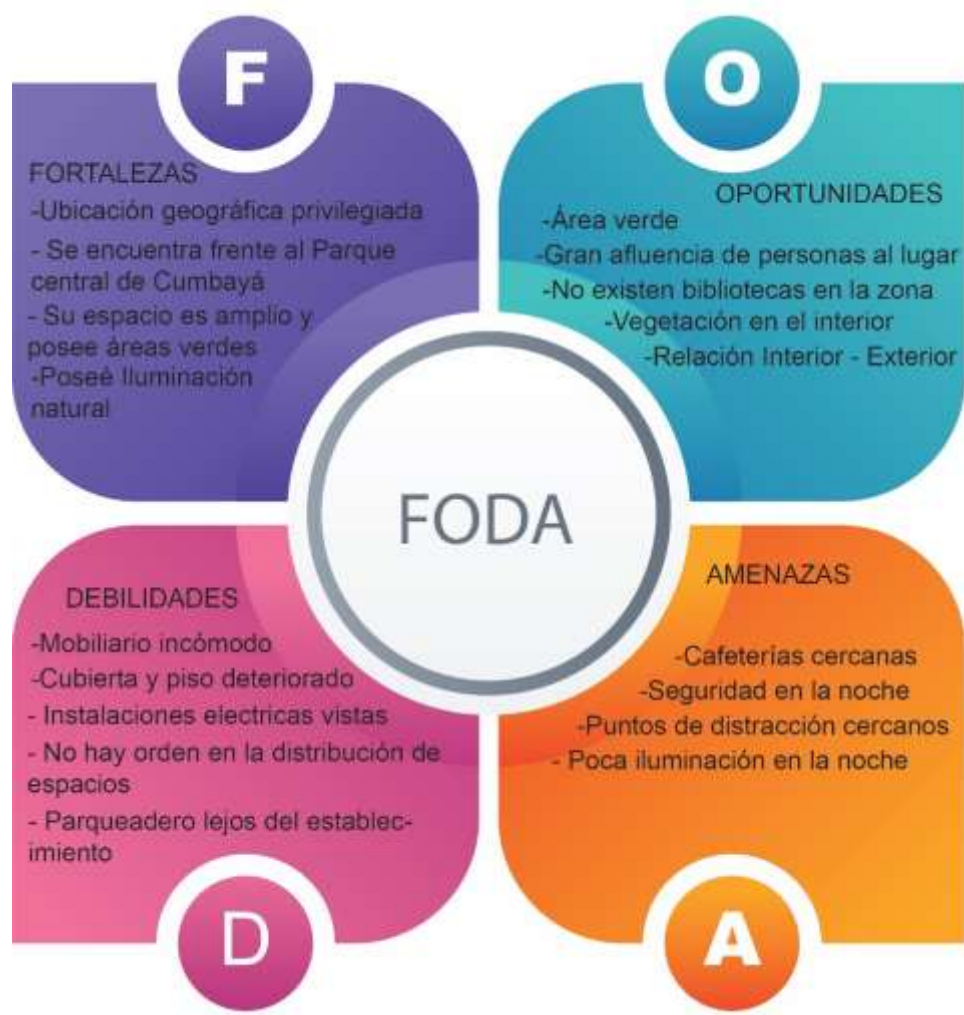 F
FORTALEZAS
-Ubicación geográfica privilegiada
- Se encuentra frente al Parque
central de Cumbayá
- Su espacio es amplio y
posee áreas verdes
-Poseé Iluminación
natural
O
OPORTUNIDADES
-Área verde
-Gran afluencia de personas al lugar
-No existen bibliotecas en la zona
-Vegetación en el interior
-Relación Interior - Exterior
FODA
DEBILIDADES
-Mobiliario incómodo
-Cubierta y piso deteriorado
- Instalaciones electricas vistas
- No hay orden en la distribución de
espacios
- Parqueadero lejos del establec-
imiento
D
AMENAZAS
-Cafeterías cercanas
-Seguridad en la noche
-Puntos de distracción cercanos
- Poca iluminación en la noche
A